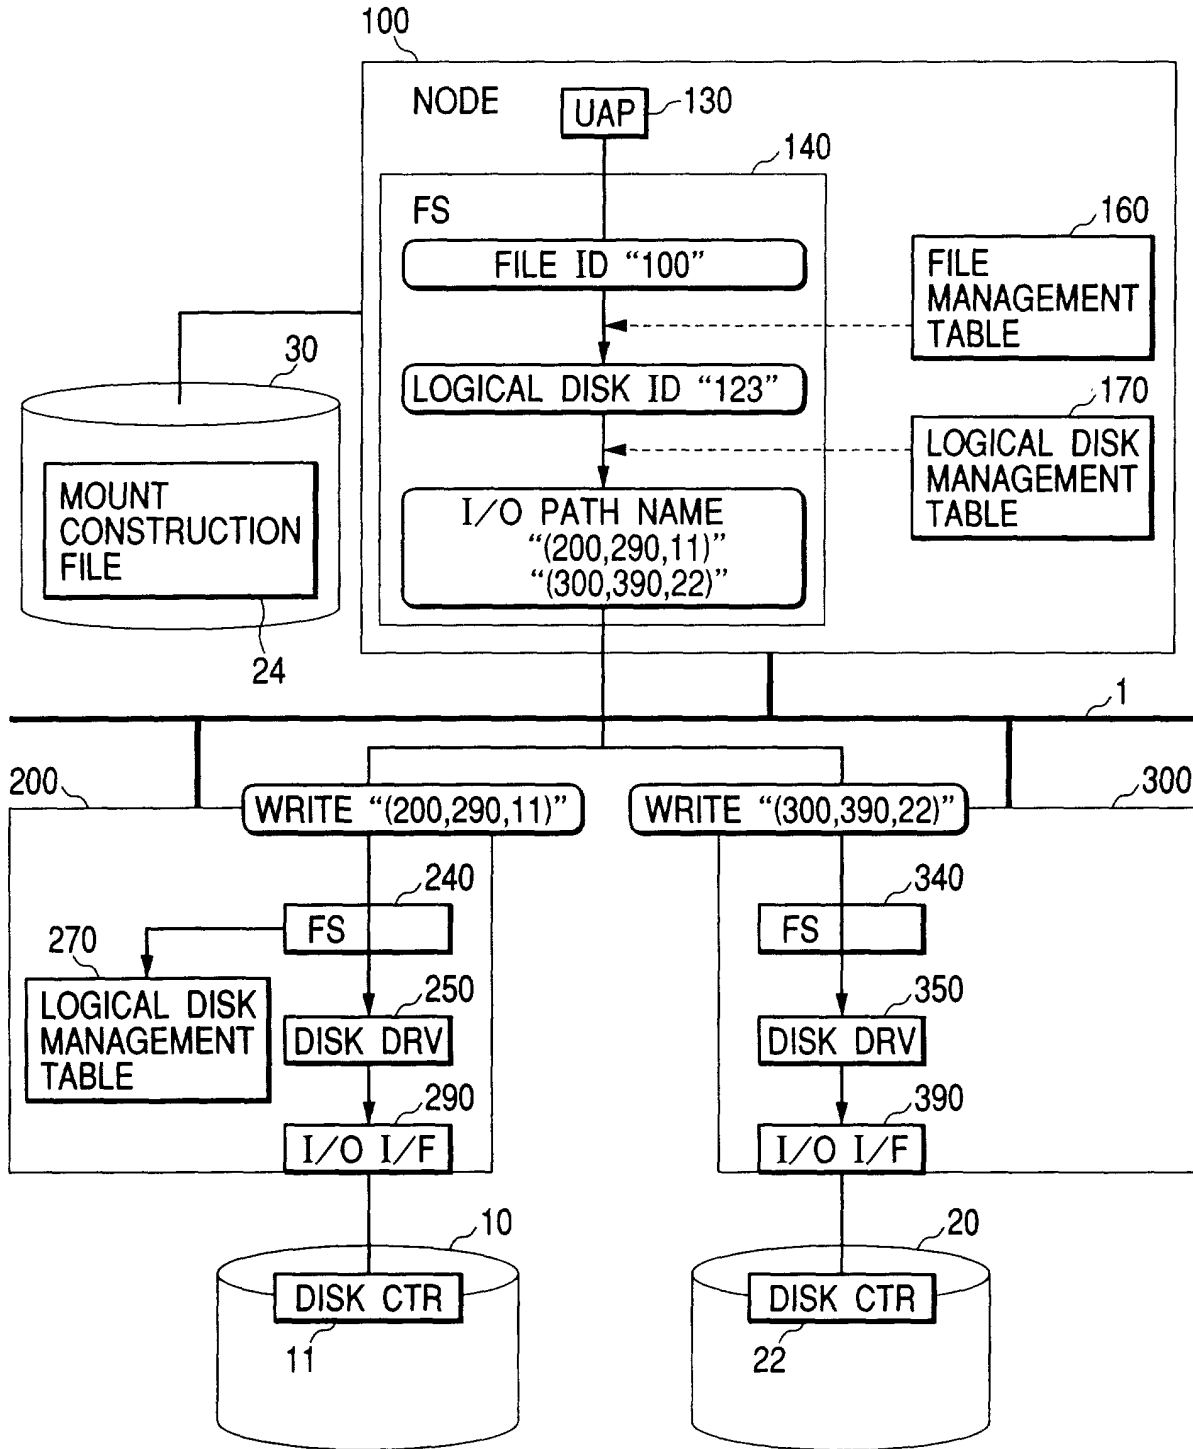 100
NODE
UAP
130
140
FS
160
FILE ID “100”
FILE
MANAGEMENT
TABLE
30
LOGICAL DISK ID “123”
170
LOGICAL DISK
MANAGEMENT
TABLE
MOUNT
CONSTRUCTION
FILE
I/O PATH NAME
“(200,290,11)”
“(300,390,22)”
24
1
200
WRITE “(200,290,11)”
WRITE “(300,390,22)”
300
240
FS
340
FS
270
LOGICAL DISK
MANAGEMENT
TABLE
250
DISK DRV
350
DISK DRV
290
I/O I/F
390
I/O I/F
10
20
DISK CTR
DISK CTR
11
22